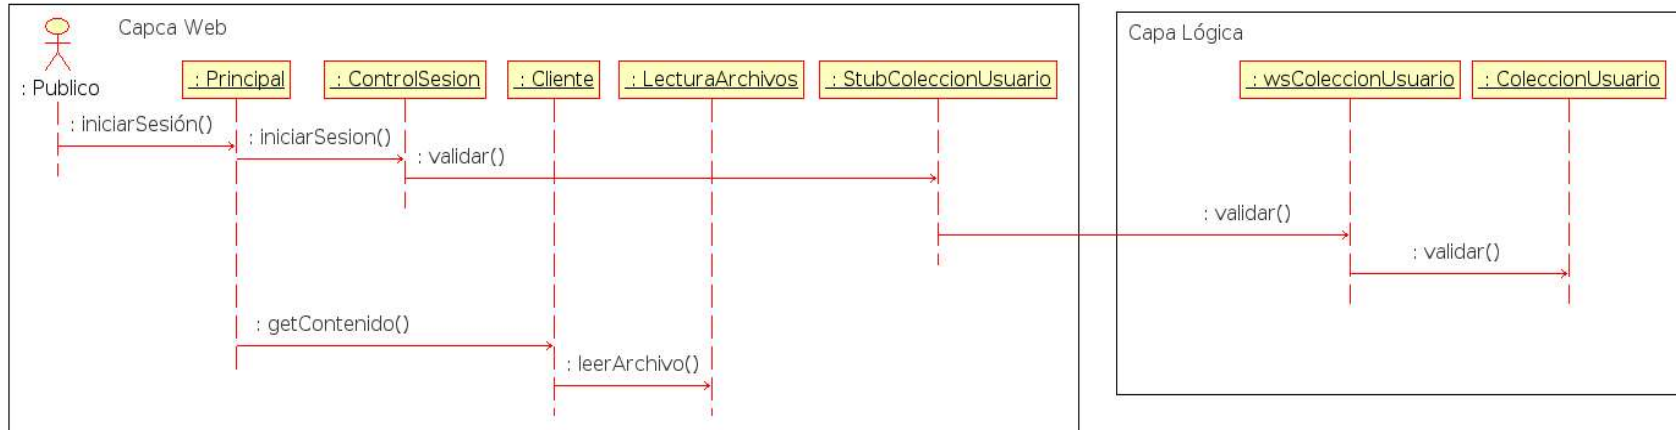 Capca Web
Capa Lógica
: Publico
: Principal
: ControlSesion
: Cliente
: LecturaArchivos
: StubColeccionUsuario
: wsColeccionUsuario
: ColeccionUsuario
: iniciarSesión()
: iniciarSesion()
: validar()
: validar()
: validar()
: getContenido()
: leerArchivo()